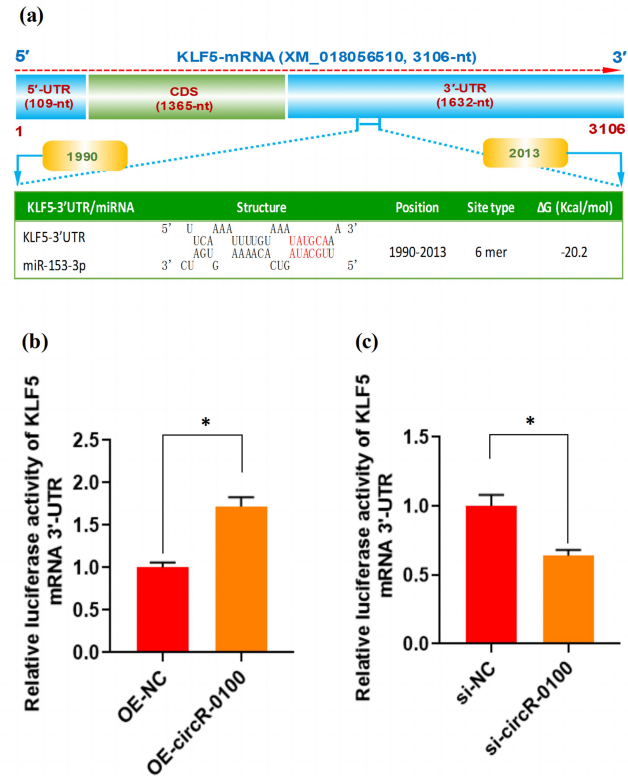 (a)
5′ KLF5-mRNA (XM_018056510, 3106-nt) 3′
5′-UTR CDS 3′-UTR
(109-nt) (1365-nt) (1632-nt)
1 3106
1990 2013
KLF5-3′UTR/miRNA Structure Position Site type ΔG (Kcal/mol)
5' U AAA AAA A 3'
KLF5-3′UTR UCA UUUUGU UAUGCAA
1990-2013 6 mer -20.2
miR-153-3p AGU AAAACA AUACGUU
3' CU G CUG 5'
(b)
Relative luciferase activity of KLF5
mRNA 3′-UTR
2.5
2.0
1.5
1.0
0.5
0.0
*
OE-NC
OE-circR-0100
(c)
Relative luciferase activity of KLF5
mRNA 3′-UTR
1.5
1.0
0.5
0.0
*
si-NC
si-circR-0100